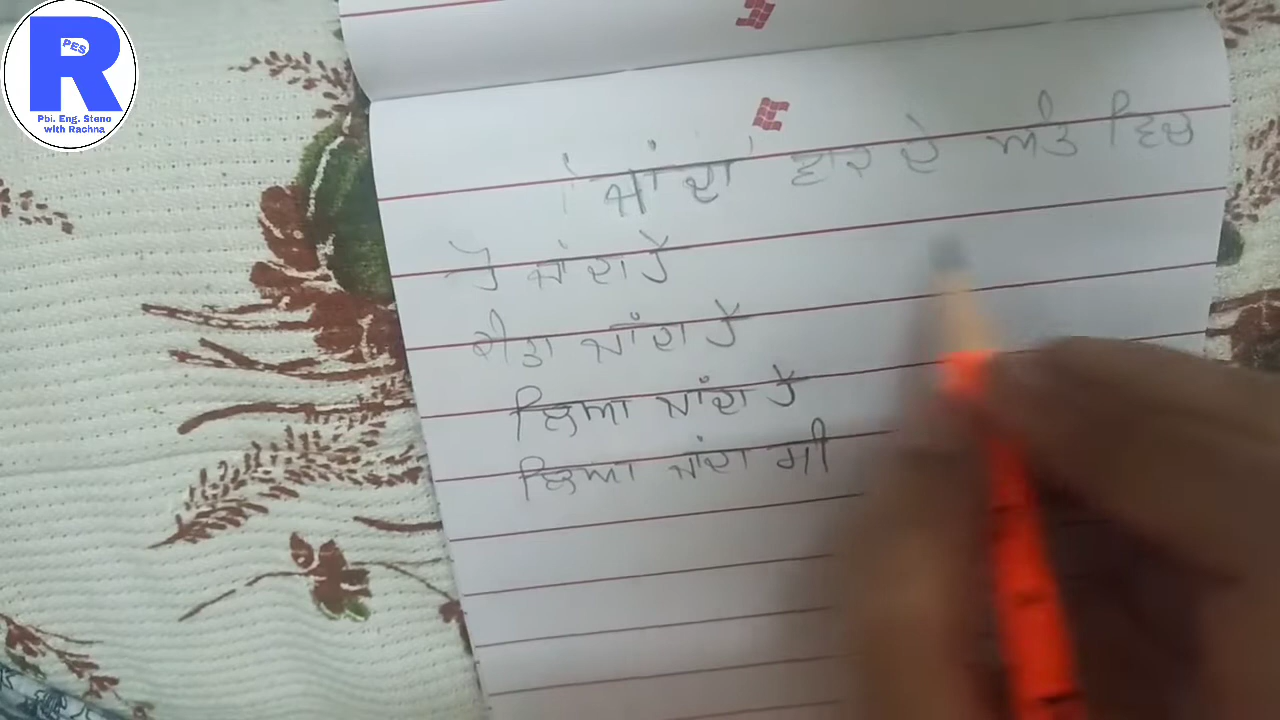 R
PES
Pbi. Eng. Steno
with Rachna
ਜਾਂਦਾ ਵਾਰ ਦੇ ਅੰਤ ਵਿਚ
ਹੋ ਜਾਂਦਾ ਹੈ
ਕੀਤਾ ਜਾਂਦਾ ਹੈ
ਲਿਆ ਜਾਂਦਾ ਹੈ
ਲਿਆ ਜਾਂਦਾ ਸੀ